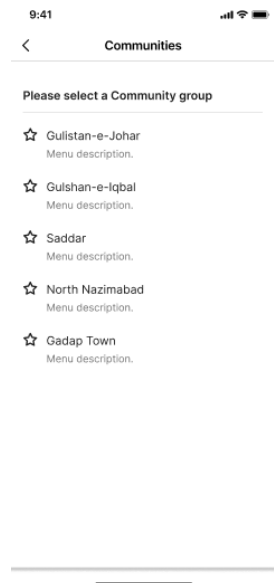 9:41
Communities
Please select a Community group
Gulistan-e-Johar
Menu description.
Gulshan-e-Iqbal
Menu description.
Saddar
Menu description.
North Nazimabad
Menu description.
Gadap Town
Menu description.